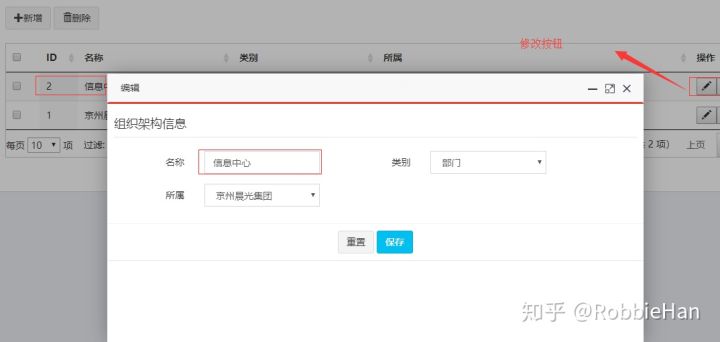 新增 删除
修改按钮
ID 名称 类别 所属 操作
2 信息中
编辑
1 京州晨
组织架构信息
每页 10 项 过滤: 2 项) 上页
名称 信息中心 类别 部门
所属 京州晨光集团
重置 保存
知乎 @RobbieHan